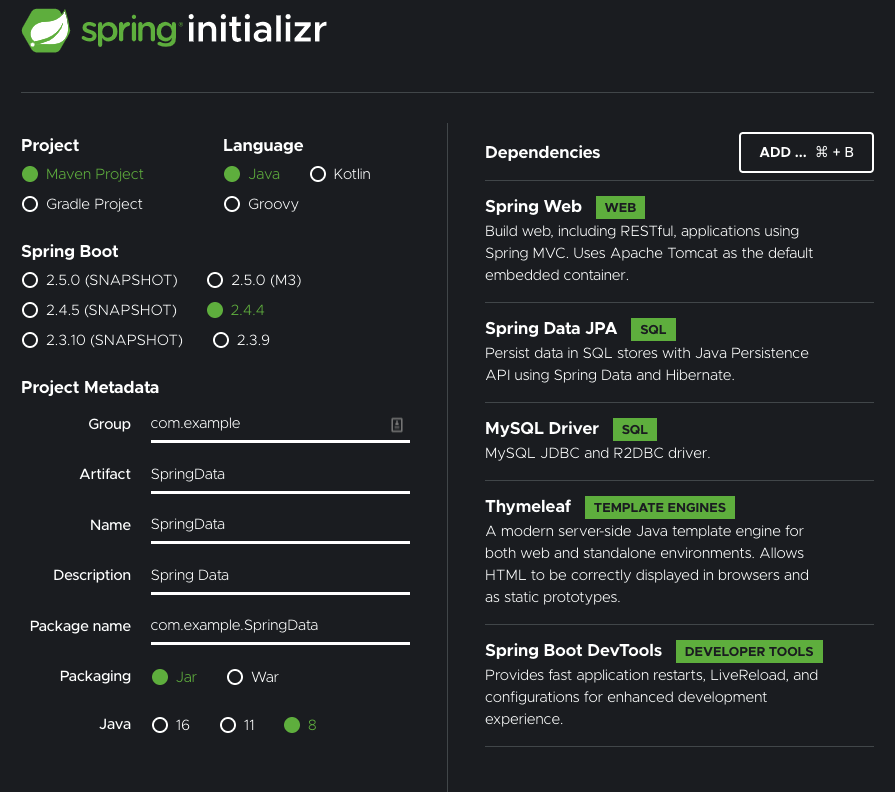 spring initializr
Project
Maven Project
Gradle Project
Language
Java Kotlin
Groovy
Spring Boot
2.5.0 (SNAPSHOT) 2.5.0 (M3)
2.4.5 (SNAPSHOT) 2.4.4
2.3.10 (SNAPSHOT) 2.3.9
Project Metadata
Group com.example
Artifact SpringData
Name SpringData
Description Spring Data
Package name com.example.SpringData
Packaging Jar War
Java 16 11 8
Dependencies ADD ... ⌘ + B
Spring Web WEB
Build web, including RESTful, applications using
Spring MVC. Uses Apache Tomcat as the default
embedded container.
Spring Data JPA SQL
Persist data in SQL stores with Java Persistence
API using Spring Data and Hibernate.
MySQL Driver SQL
MySQL JDBC and R2DBC driver.
Thymeleaf TEMPLATE ENGINES
A modern server-side Java template engine for
both web and standalone environments. Allows
HTML to be correctly displayed in browsers and
as static prototypes.
Spring Boot DevTools DEVELOPER TOOLS
Provides fast application restarts, LiveReload, and
configurations for enhanced development
experience.